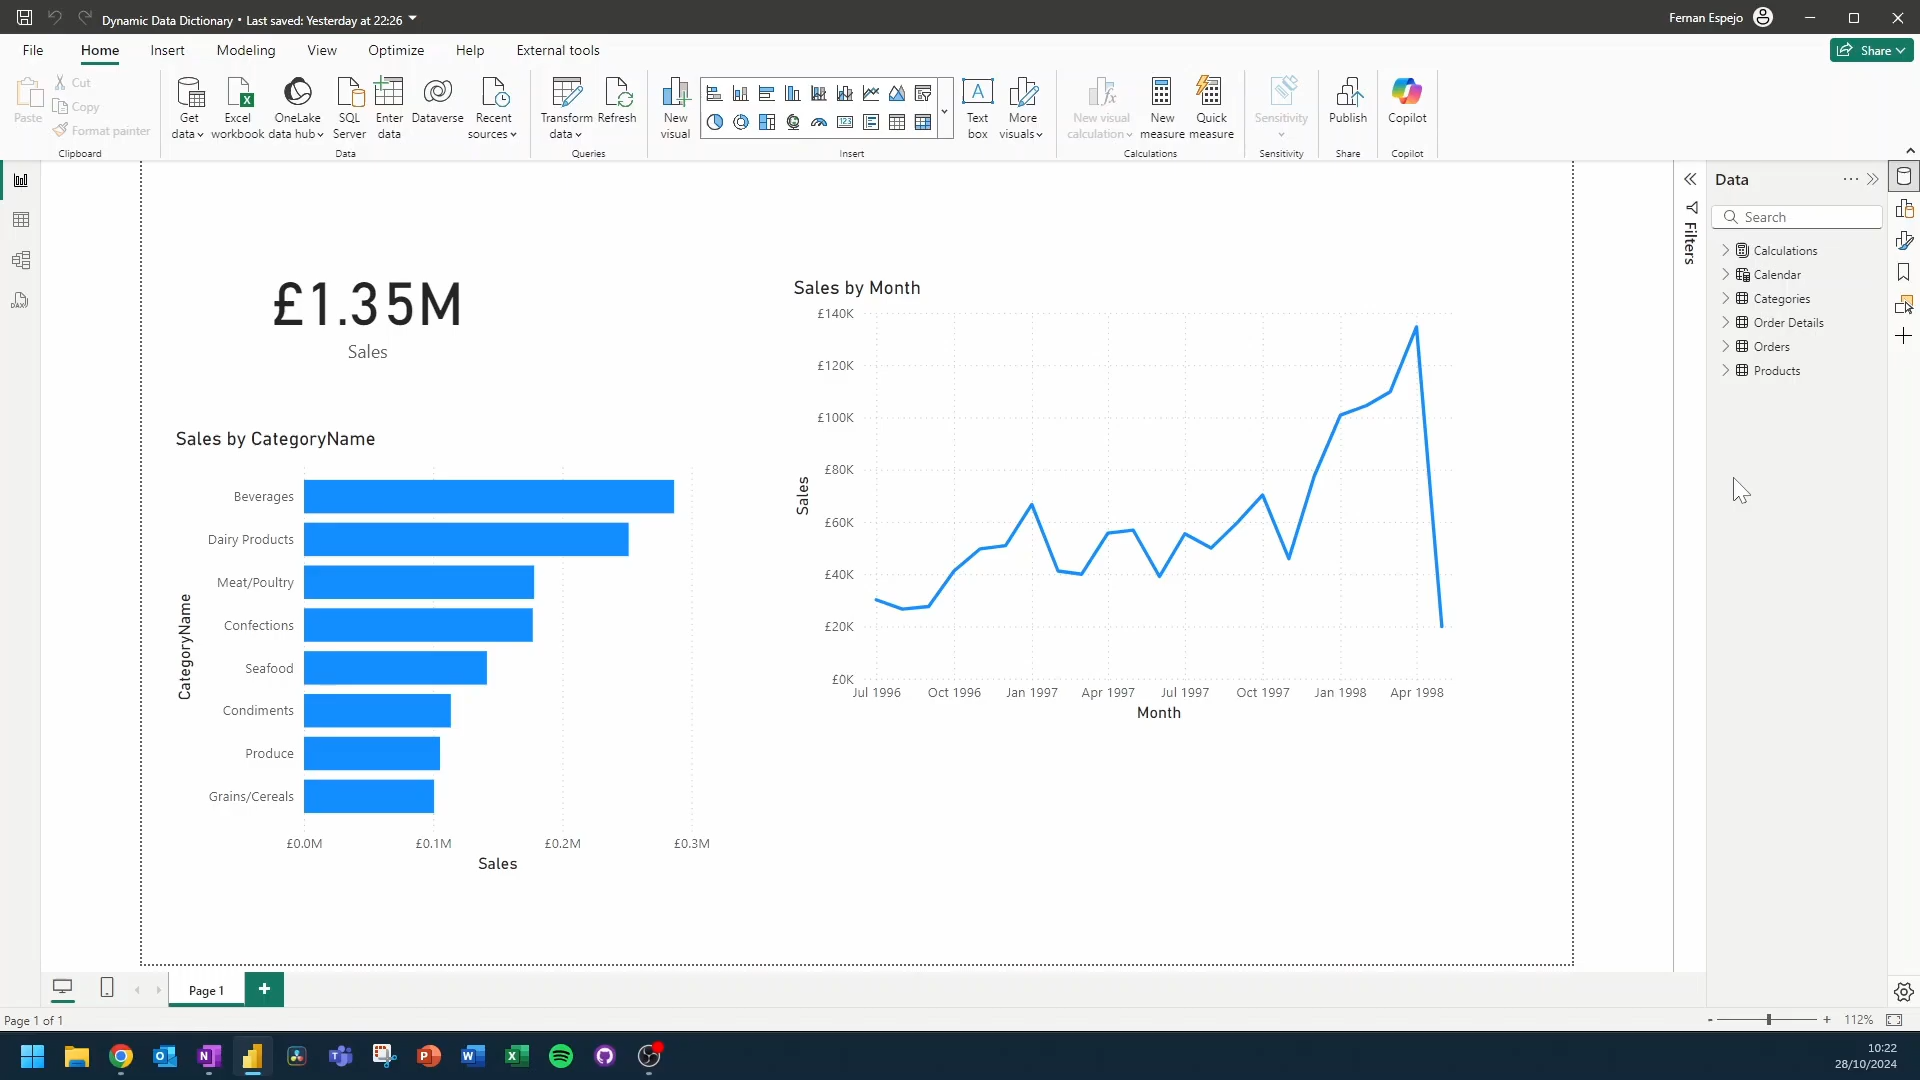 Dynamic Data Dictionary • Last saved: Yesterday at 22:26
Fernan Espejo
File Home Insert Modeling View Optimize Help External tools
Share
Paste
Cut
Copy
Format painter
Clipboard
Get data
Excel workbook
OneLake data hub
SQL Server
Enter data
Dataverse
Recent sources
Data
Transform data
Refresh
Queries
New visual
Text box
More visuals
Insert
New visual calculation
New measure
Quick measure
Calculations
Sensitivity
Sensitivity
Publish
Share
Copilot
Copilot
£1.35M
Sales
Sales by CategoryName
CategoryName
Beverages
Dairy Products
Meat/Poultry
Confections
Seafood
Condiments
Produce
Grains/Cereals
£0.0M £0.1M £0.2M £0.3M
Sales
Sales by Month
Sales
£140K
£120K
£100K
£80K
£60K
£40K
£20K
£0K
Jul 1996 Oct 1996 Jan 1997 Apr 1997 Jul 1997 Oct 1997 Jan 1998 Apr 1998
Month
Filters
Data
Search
Calculations
Calendar
Categories
Order Details
Orders
Products
Page 1
Page 1 of 1
112%
10:22
28/10/2024